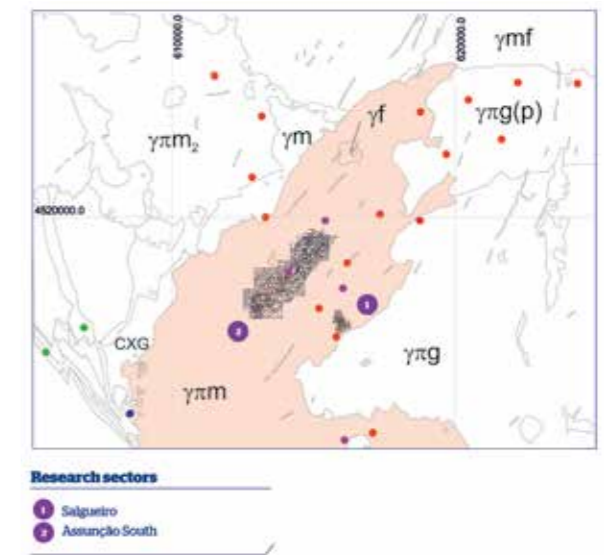 610000.0
620000.0
γmf
γf
γπg(p)
γm
γπm₂
4520000.0
1
2
CXG
γπg
γπm
Research sectors
1 Salgueiro
2 Assunção South